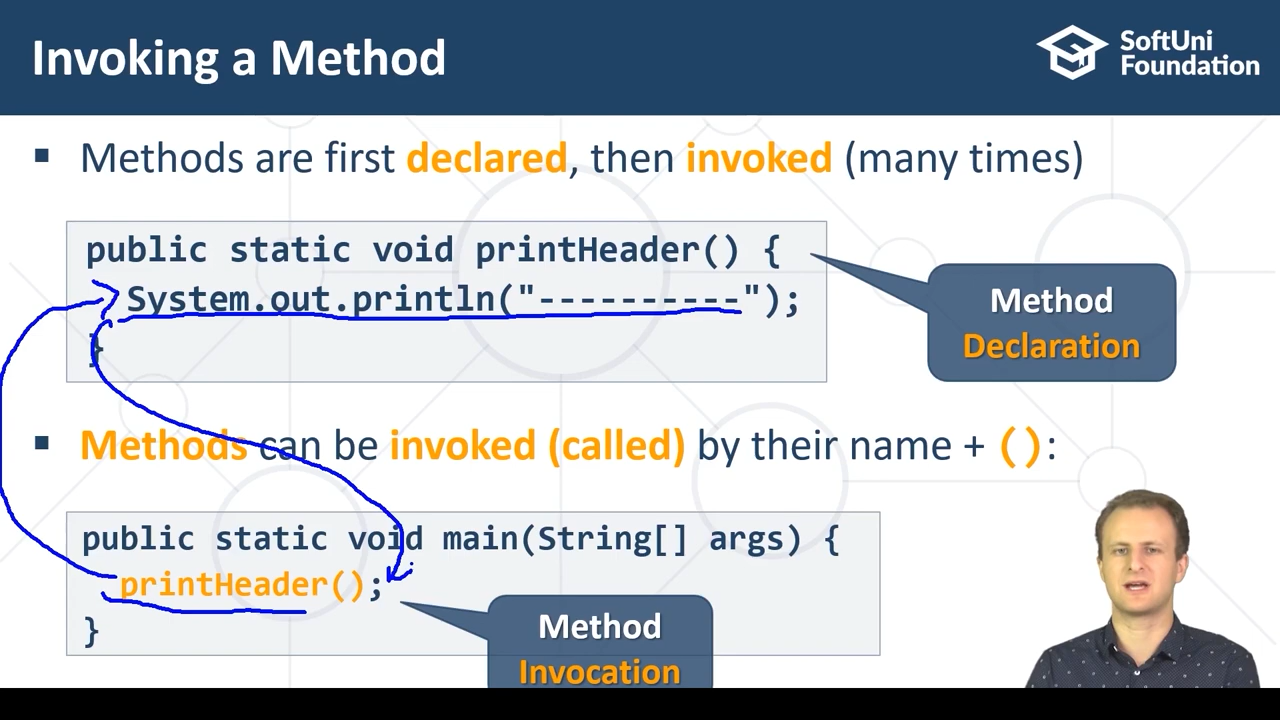 Invoking a Method
SoftUni
Foundation
▪ Methods are first declared, then invoked (many times)
public static void printHeader() {
System.out.println("----------");
}
Method
Declaration
▪ Methods can be invoked (called) by their name + ():
public static void main(String[] args) {
printHeader();
}
Method
Invocation